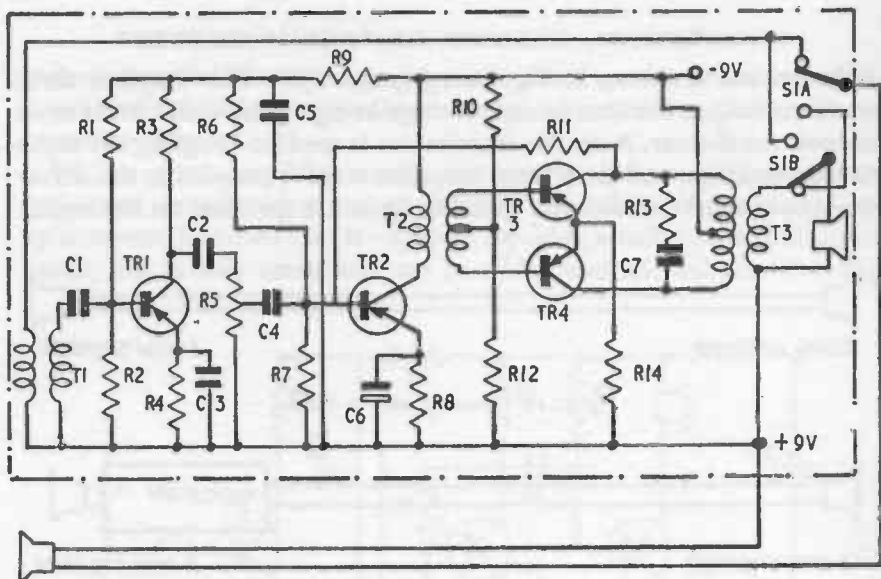 R9
-9V
S1A
R1
R3
R6
C5
R10
R11
S1B
TR
3
T2
R13
T3
C2
C1
TR1
R5
TR2
C7
C4
TR4
T1
R2
R4
C3
R7
C6
R8
R12
R14
+9V